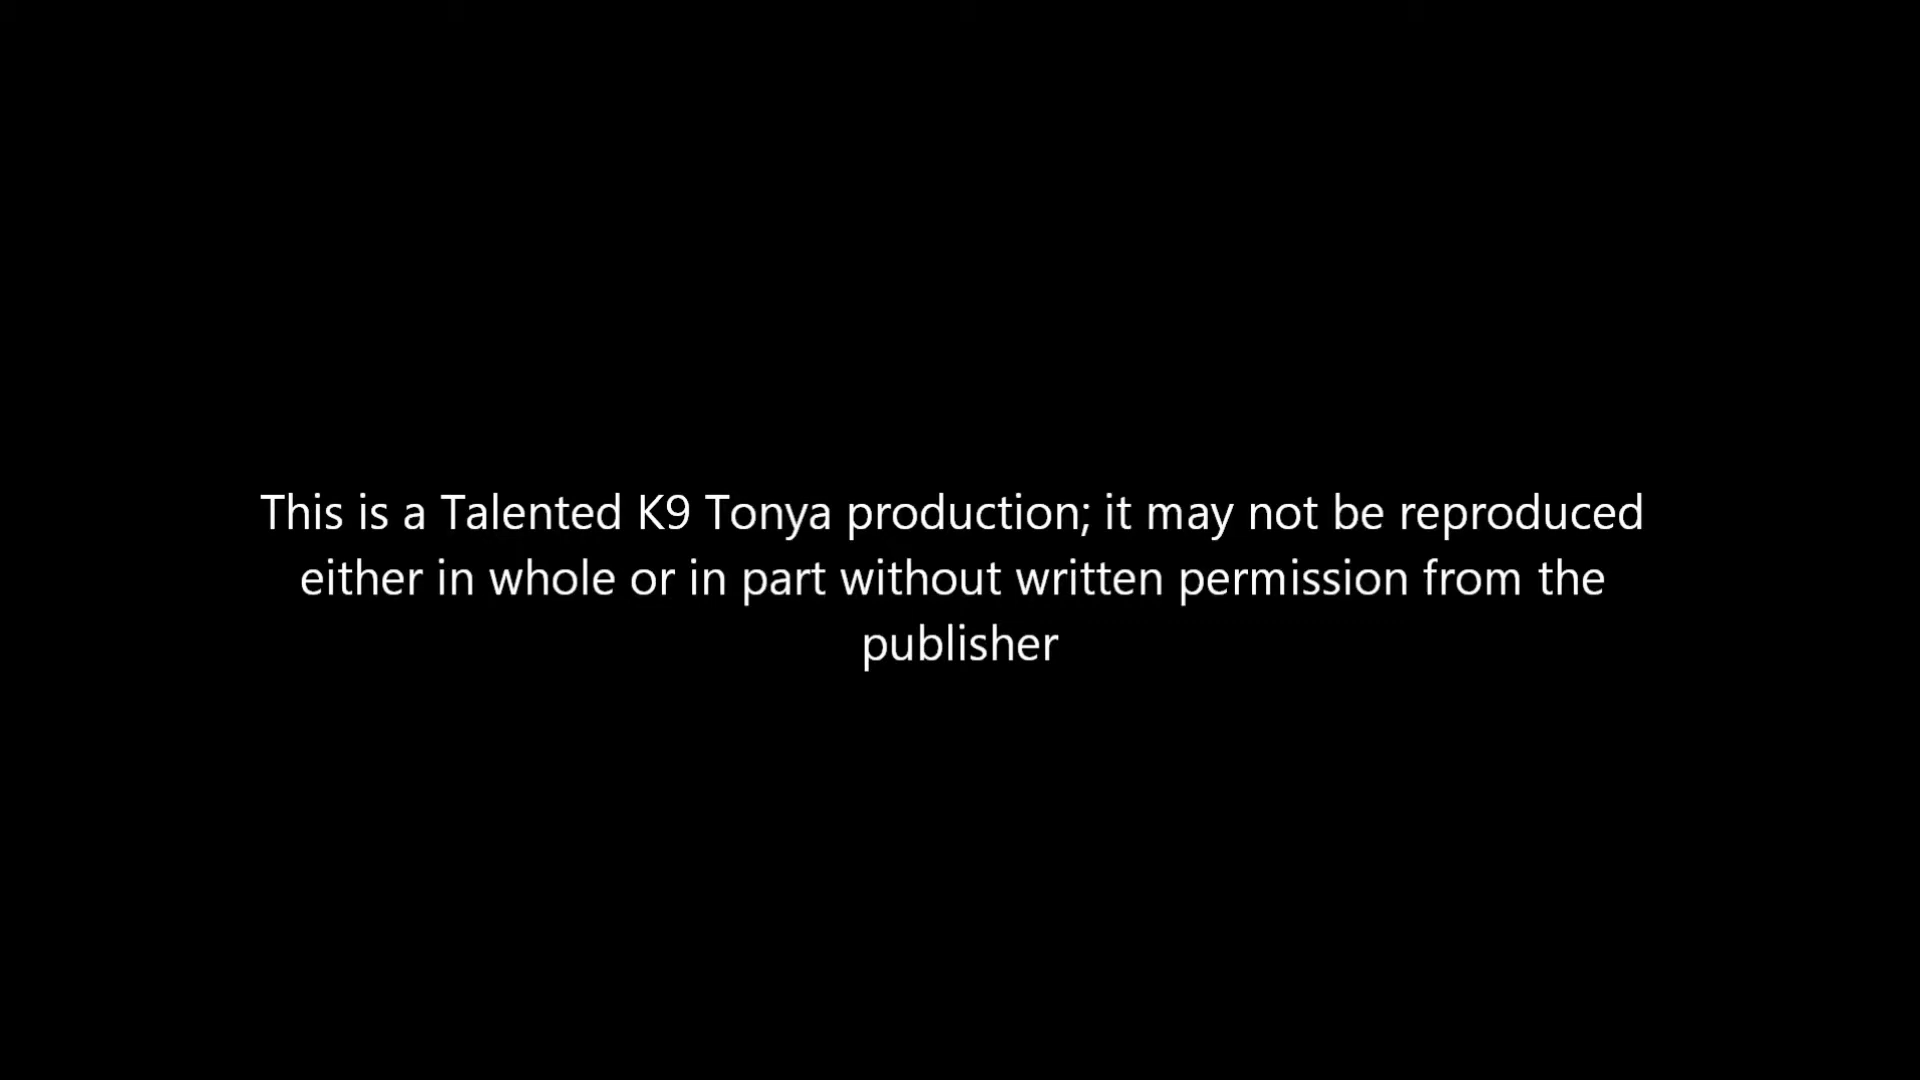 This is a Talented K9 Tonya production; it may not be reproduced
either in whole or in part without written permission from the
publisher